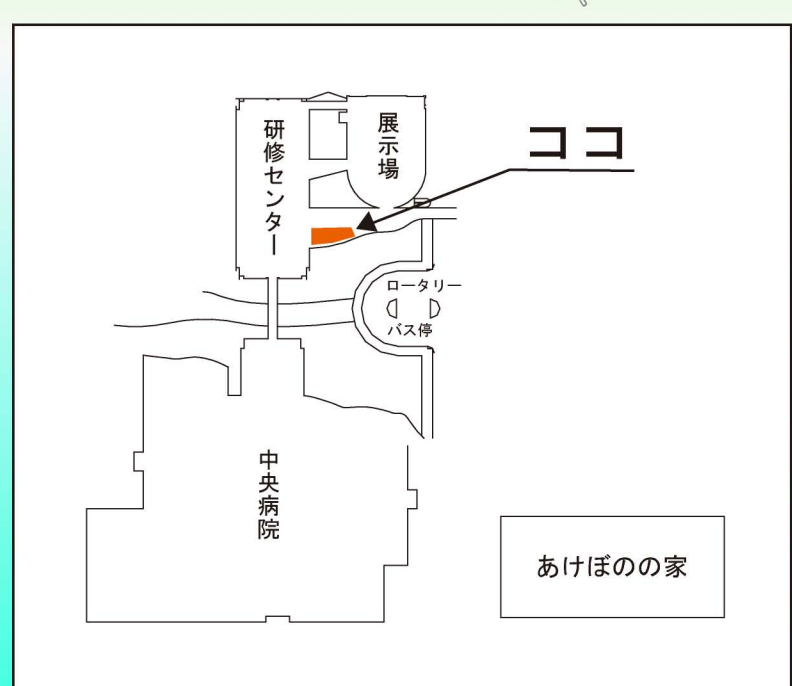 研修センター
展示場
ココ
ロータリー
バス停
中央病院
あけぼのの家